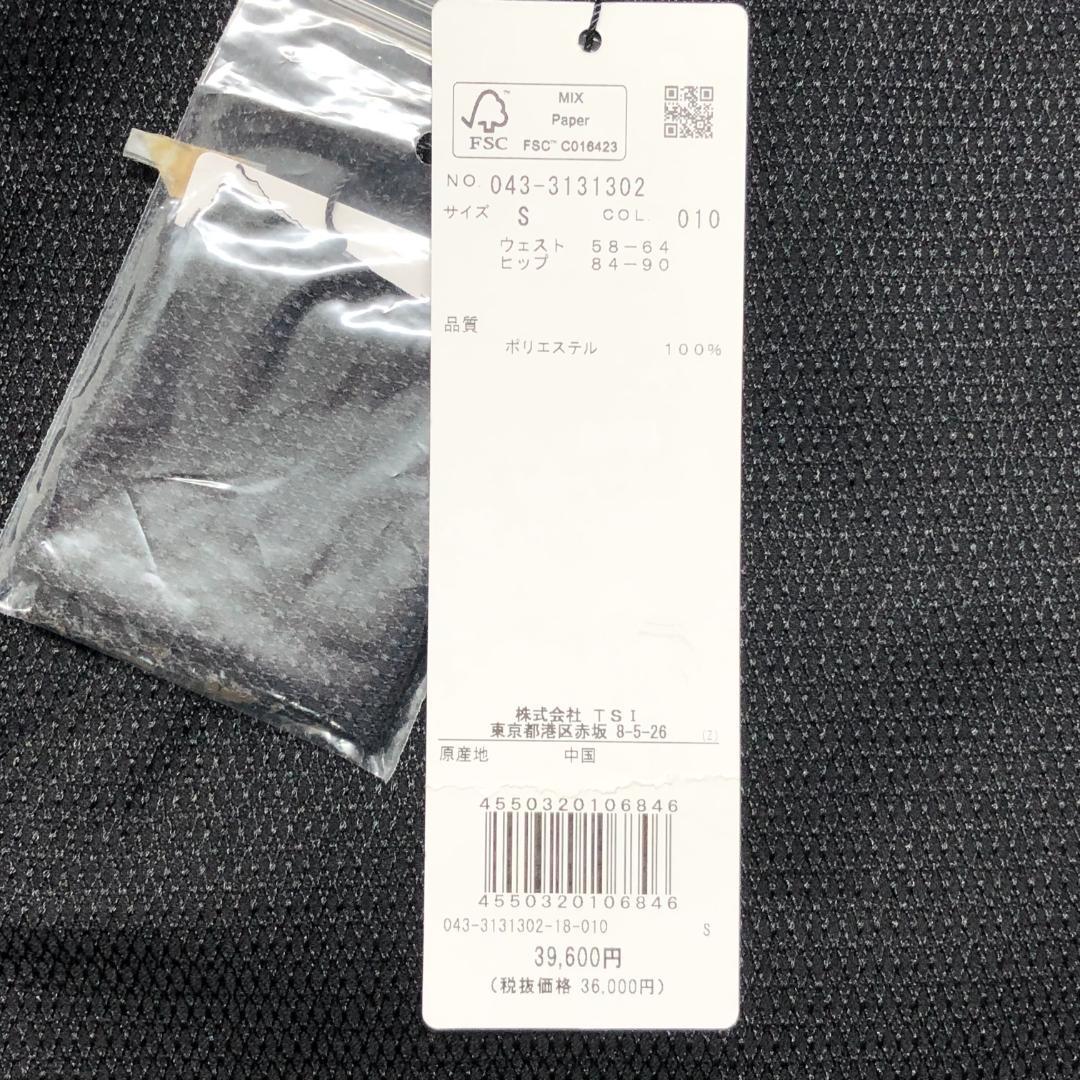 MIX
Paper
FSC™ C016423
FSC
NO. 043-3131302
サイズ S COL. 010
ウェスト 58-64
ヒップ 84-90
品質
ポリエステル 100%
株式会社 TSI
東京都港区赤坂 8-5-26 (Z)
原産地 中国
4550320106846
4550320106846
043-3131302-18-010 S
39,600円
(税抜価格 36,000円)